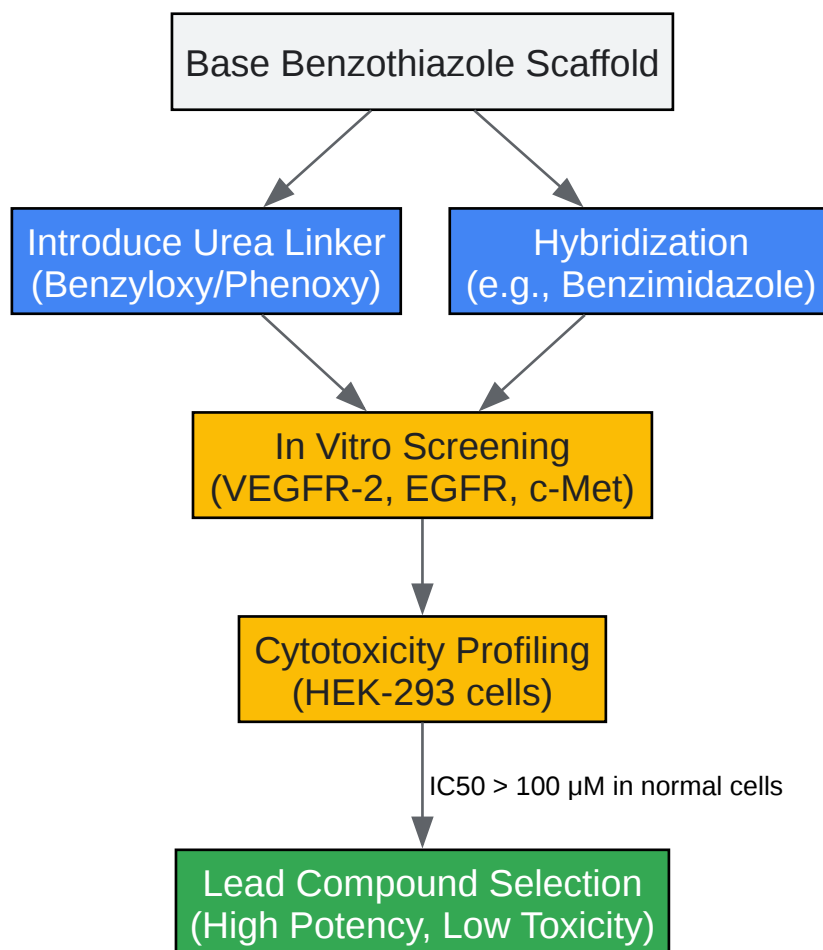 Base Benzothiazole Scaffold
Introduce Urea Linker
(Benzyloxy/Phenoxy)
Hybridization
(e.g., Benzimidazole)
In Vitro Screening
(VEGFR-2, EGFR, c-Met)
Cytotoxicity Profiling
(HEK-293 cells)
IC50 > 100 μM in normal cells
Lead Compound Selection
(High Potency, Low Toxicity)